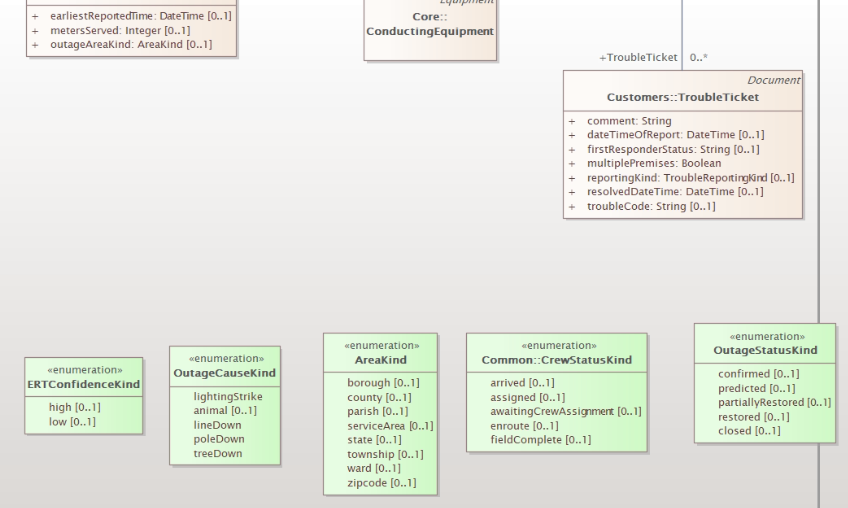 + earliestReportedTime: DateTime [0..1]
+ metersServed: Integer [0..1]
+ outageAreaKind: AreaKind [0..1]
Equipment
Core::
ConductingEquipment
+TroubleTicket 0..*
Document
Customers::TroubleTicket
+ comment: String
+ dateTimeOfReport: DateTime [0..1]
+ firstResponderStatus: String [0..1]
+ multiplePremises: Boolean
+ reportingKind: TroubleReportingKind [0..1]
+ resolvedDateTime: DateTime [0..1]
+ troubleCode: String [0..1]
«enumeration»
ERTConfidenceKind
high [0..1]
low [0..1]
«enumeration»
OutageCauseKind
lightingStrike
animal [0..1]
lineDown
poleDown
treeDown
«enumeration»
AreaKind
borough [0..1]
county [0..1]
parish [0..1]
serviceArea [0..1]
state [0..1]
township [0..1]
ward [0..1]
zipcode [0..1]
«enumeration»
Common::CrewStatusKind
arrived [0..1]
assigned [0..1]
awaitingCrewAssignment [0..1]
enroute [0..1]
fieldComplete [0..1]
«enumeration»
OutageStatusKind
confirmed [0..1]
predicted [0..1]
partiallyRestored [0..1]
restored [0..1]
closed [0..1]